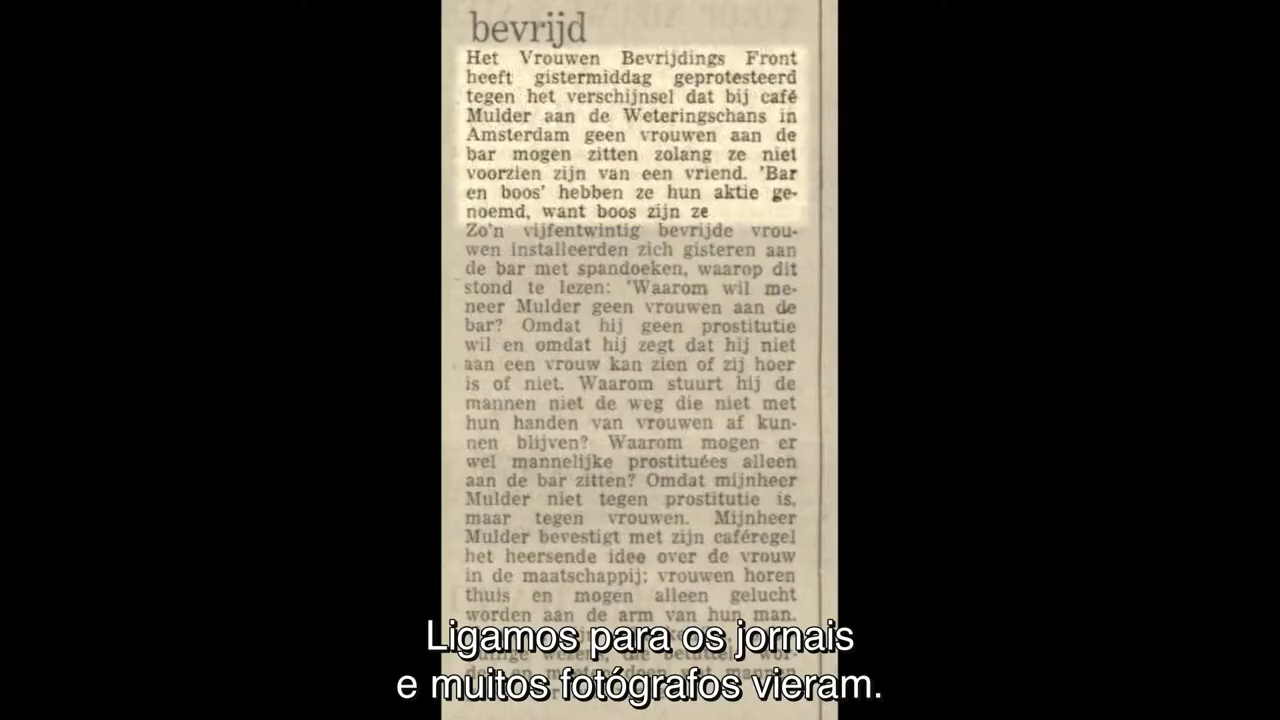 bevrijd
Het Vrouwen Bevrijdings Front
heeft gistermiddag geprotesteerd
tegen het verschijnsel dat bij café
Mulder aan de Weteringschans in
Amsterdam geen vrouwen aan de
bar mogen zitten zolang ze niet
voorzien zijn van een vriend. 'Bar
en boos' hebben ze hun aktie ge-
noemd, want boos zijn ze
Zo'n vijfentwintig bevrijde vrou-
wen installeerden zich gisteren aan
de bar met spandoeken, waarop dit
stond te lezen: 'Waarom wil me-
neer Mulder geen vrouwen aan de
bar? Omdat hij geen prostitutie
wil en omdat hij zegt dat hij niet
aan een vrouw kan zien of zij hoer
is of niet. Waarom stuurt hij de
mannen niet de weg die niet met
hun handen van vrouwen af kun-
nen blijven? Waarom mogen er
wel mannelijke prostituées alleen
aan de bar zitten? Omdat mijnheer
Mulder niet tegen prostitutie is,
maar tegen vrouwen. Mijnheer
Mulder bevestigt met zijn caféregel
het heersende idee over de vrouw
in de maatschappij: vrouwen horen
thuis en mogen alleen gelucht
worden aan de arm van hun man.
Ligamos para os jornais
e muitos fotógrafos vieram.